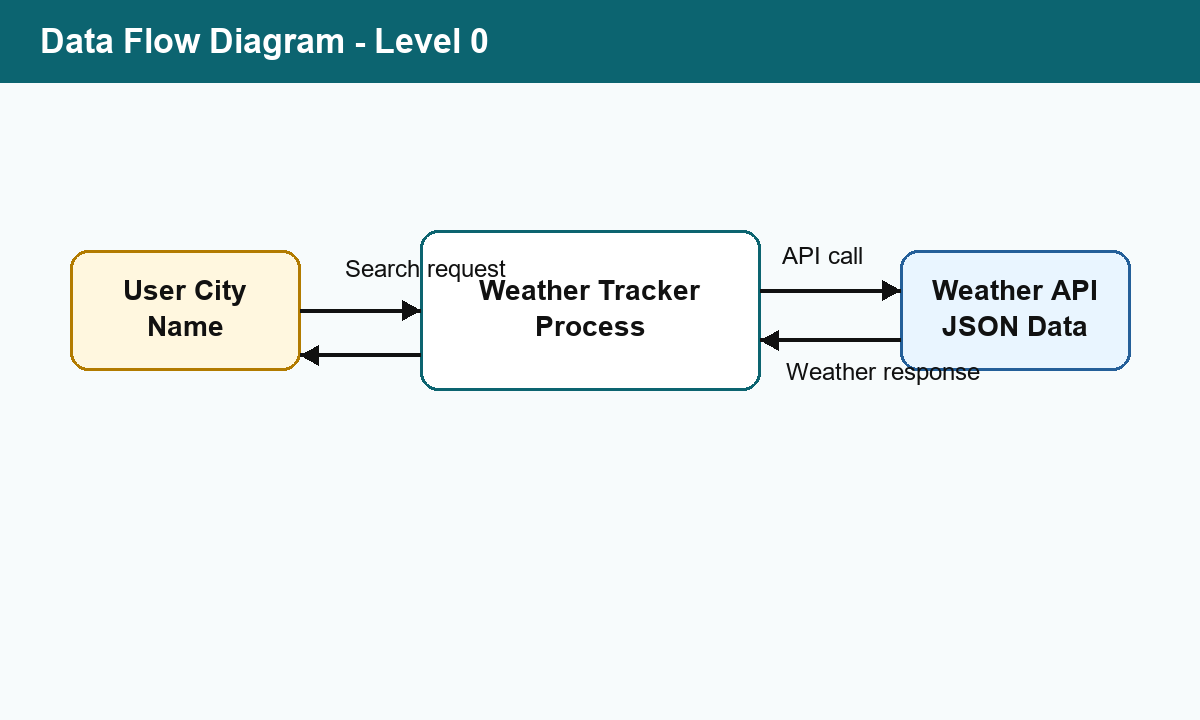 Data Flow Diagram - Level 0
User City
Name
Search request
Weather Tracker
Process
API call
Weather API
JSON Data
Weather response